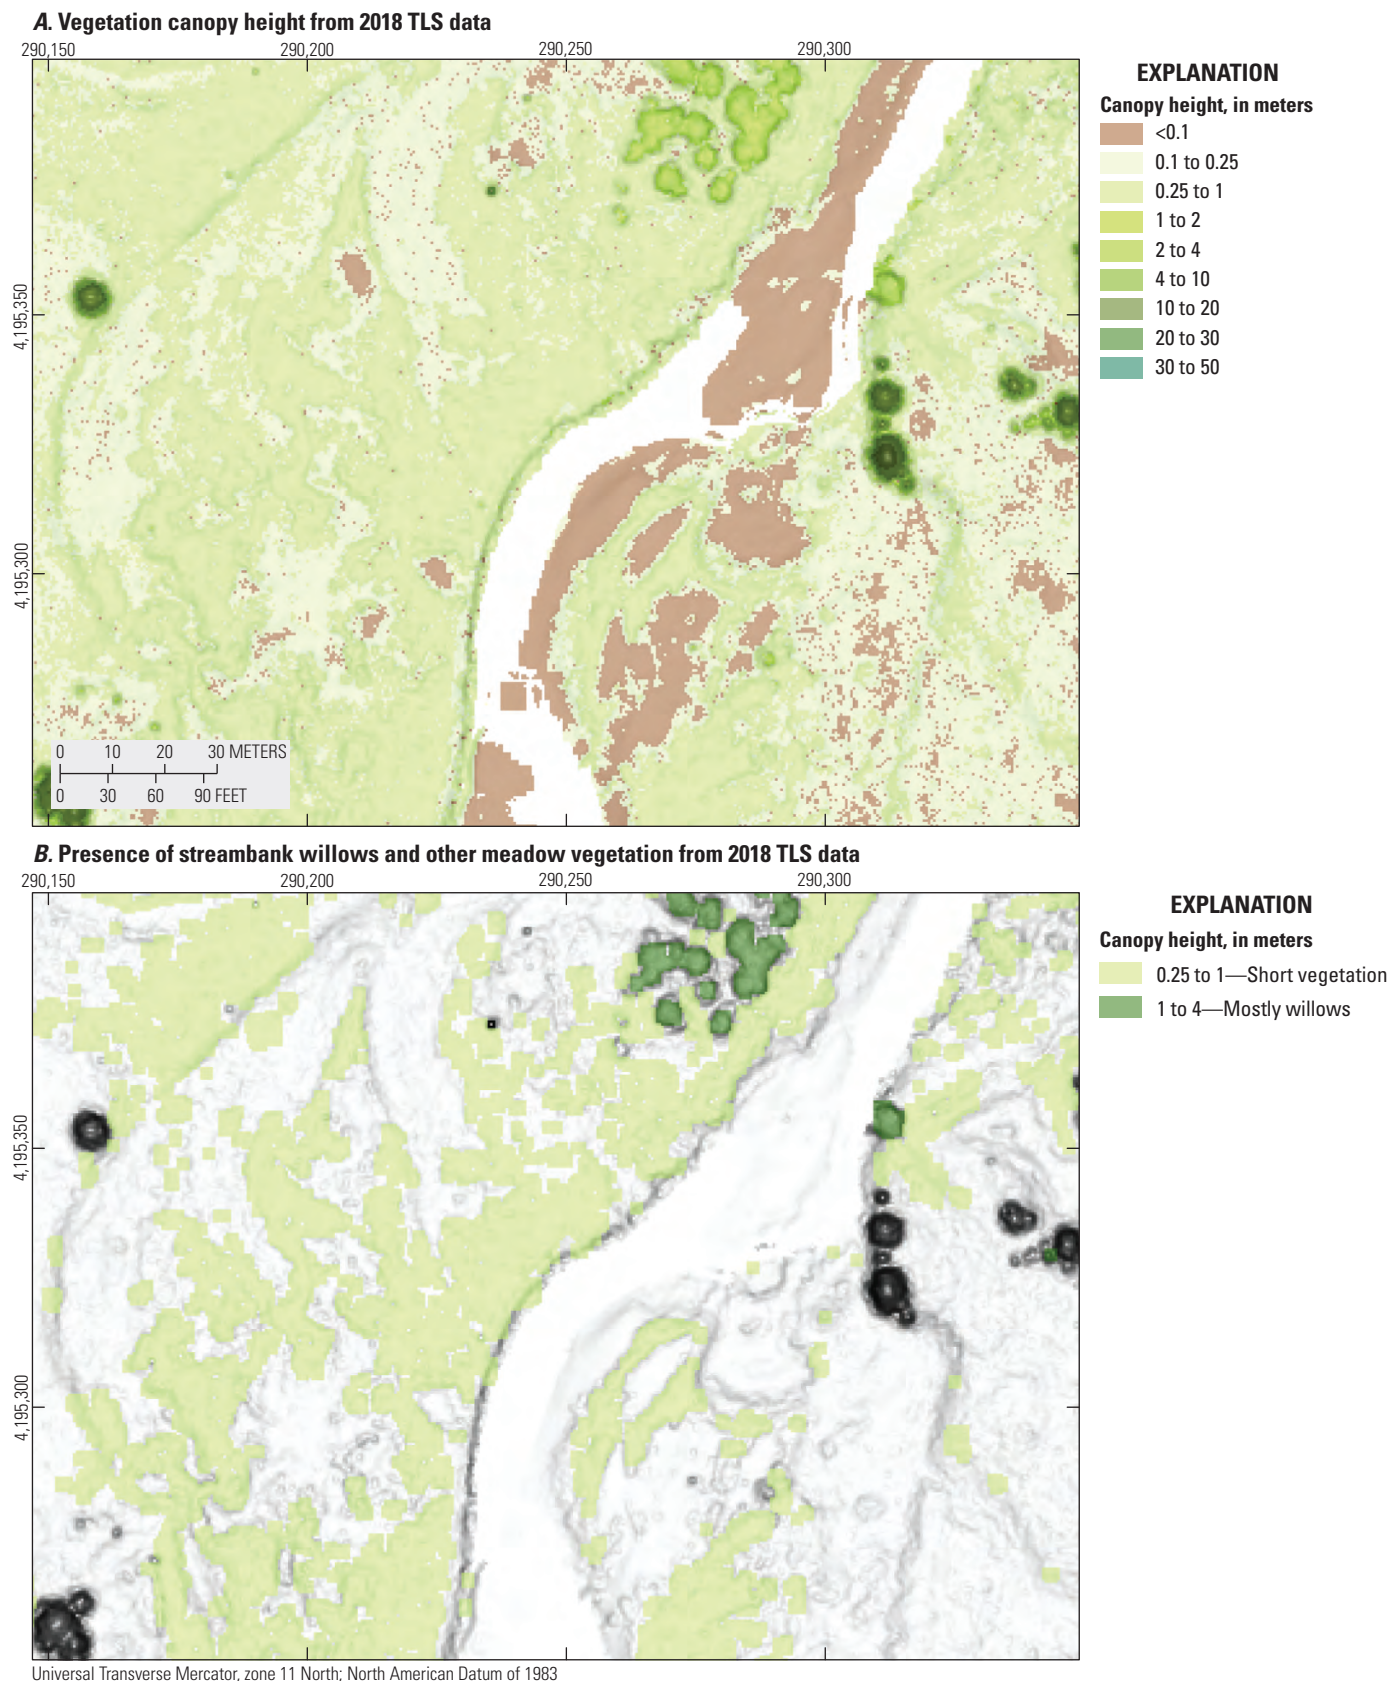 A. Vegetation canopy height from 2018 TLS data
290,150 290,200 290,250 290,300
4,195,350
4,195,300
0 10 20 30 METERS
0 30 60 90 FEET
EXPLANATION
Canopy height, in meters
<0.1
0.1 to 0.25
0.25 to 1
1 to 2
2 to 4
4 to 10
10 to 20
20 to 30
30 to 50
B. Presence of streambank willows and other meadow vegetation from 2018 TLS data
290,150 290,200 290,250 290,300
4,195,350
4,195,300
EXPLANATION
Canopy height, in meters
0.25 to 1—Short vegetation
1 to 4—Mostly willows
Universal Transverse Mercator, zone 11 North; North American Datum of 1983